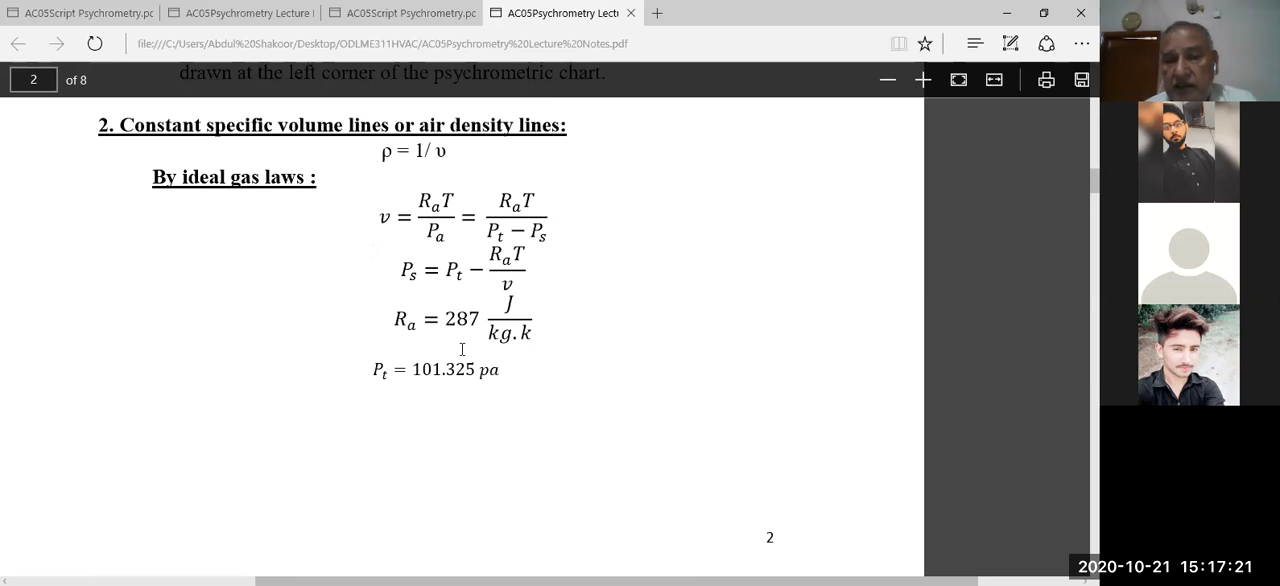 AC05Script Psychrometry.pc
AC05Psychrometry Lecture I
AC05Script Psychrometry.pc
AC05Psychrometry Lectu
file:///C:/Users/Abdul%20Shakoor/Desktop/ODLME311HVAC/AC05Psychrometry%20Lecture%20Notes.pdf
2 of 8
drawn at the left corner of the psychrometric chart.
2. Constant specific volume lines or air density lines:
ρ = 1/ υ
By ideal gas laws :
v = RₐT / Pₐ = RₐT / (Pₜ − Pₛ)
Pₛ = Pₜ − RₐT / v
Rₐ = 287 J / kg.k
Pₜ = 101.325 pa
2
2020-10-21 15:17:21